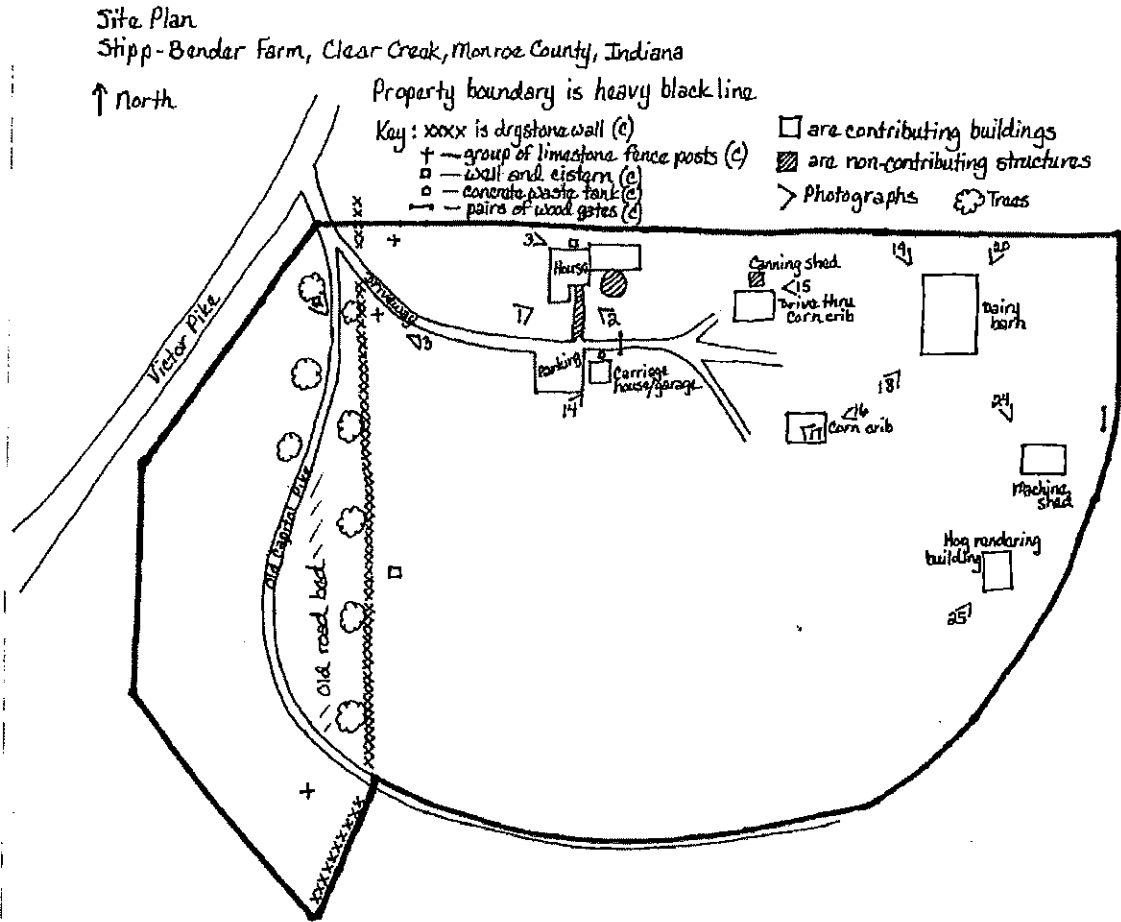 Site Plan
Stipp-Bender Farm, Clear Creek, Monroe County, Indiana
↑ North
Property boundary is heavy black line
Key: xxxx is drystone wall (c)
+ — group of limestone fence posts (c)
□ — well and cistern (c)
□ — concrete waste tank (c)
— pairs of wood gates (c)
□ are contributing buildings
are non-contributing structures
> Photographs
Trees
Victor Pike
Driveway
3
House
1
2
3
Parking
14
Carriage
house/garage
Canning shed
15
Drive thru
Corn crib
16
17
Corn crib
19
20
Dairy
barn
18
24
Machine
shed
Hog rendering
building
25
Old Capital Pike
Old road bed